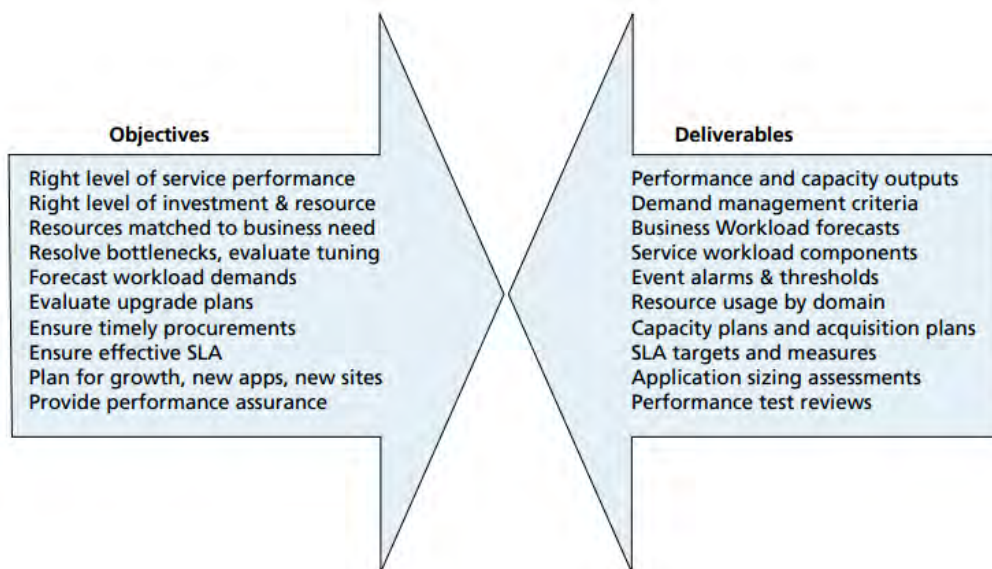 Objectives
Right level of service performance
Right level of investment & resource
Resources matched to business need
Resolve bottlenecks, evaluate tuning
Forecast workload demands
Evaluate upgrade plans
Ensure timely procurements
Ensure effective SLA
Plan for growth, new apps, new sites
Provide performance assurance
Deliverables
Performance and capacity outputs
Demand management criteria
Business Workload forecasts
Service workload components
Event alarms & thresholds
Resource usage by domain
Capacity plans and acquisition plans
SLA targets and measures
Application sizing assessments
Performance test reviews